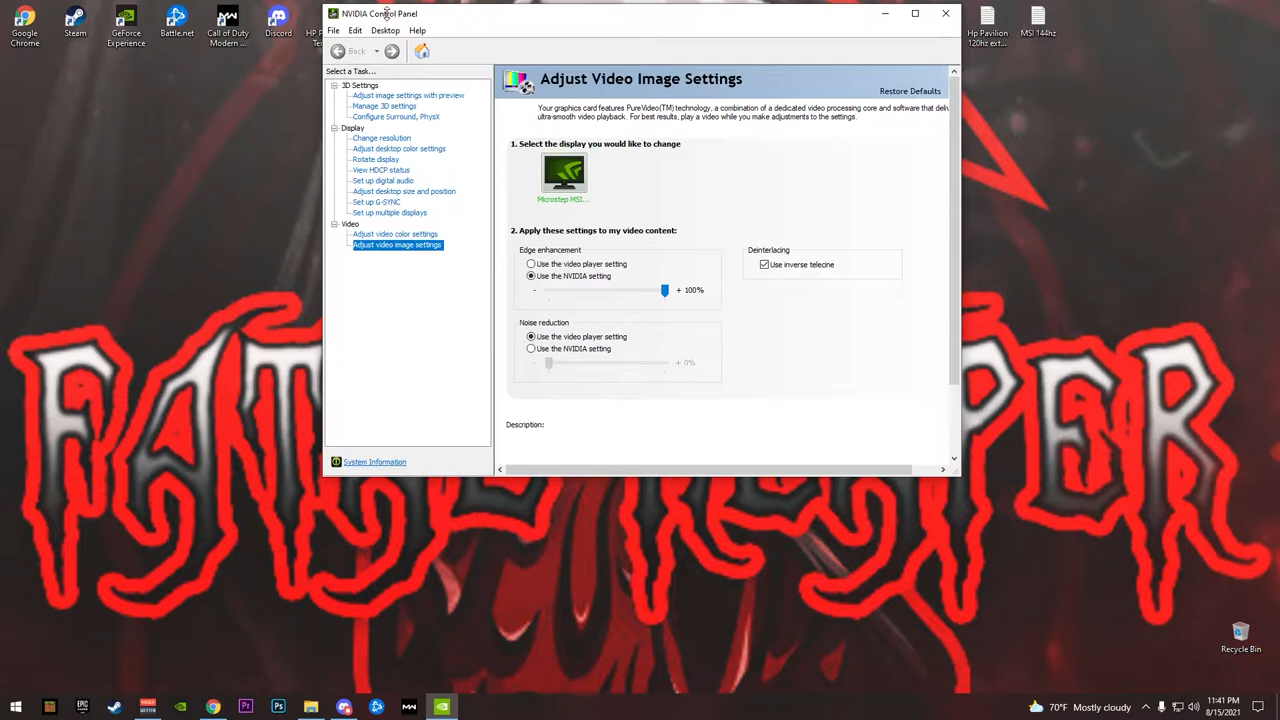 NVIDIA Control Panel
File Edit Desktop Help
Back
Select a Task...
3D Settings
Adjust image settings with preview
Manage 3D settings
Configure Surround, PhysX
Display
Change resolution
Adjust desktop color settings
Rotate display
View HDCP status
Set up digital audio
Adjust desktop size and position
Set up G-SYNC
Set up multiple displays
Video
Adjust video color settings
Adjust video image settings
System Information
Adjust Video Image Settings
Restore Defaults
Your graphics card features PureVideo(TM) technology, a combination of a dedicated video processing core and software that deliv
ultra-smooth video playback. For best results, play a video while you make adjustments to the settings.
1. Select the display you would like to change
Microstep MSI...
2. Apply these settings to my video content:
Edge enhancement
Use the video player setting
Use the NVIDIA setting
- + 100%
Deinterlacing
Use inverse telecine
Noise reduction
Use the video player setting
Use the NVIDIA setting
- + 0%
Description:
Google
Chrome
Steam
GeForce
Experience
Battle.net
Call of Duty
Modern ...
Discord
HP Pavilion
120hz ext...
MSI 144hz
Recycle Bin
EPIC
Pr
Ps
MW
70°F Mostly cloudy
11:41 PM
8/15/2021